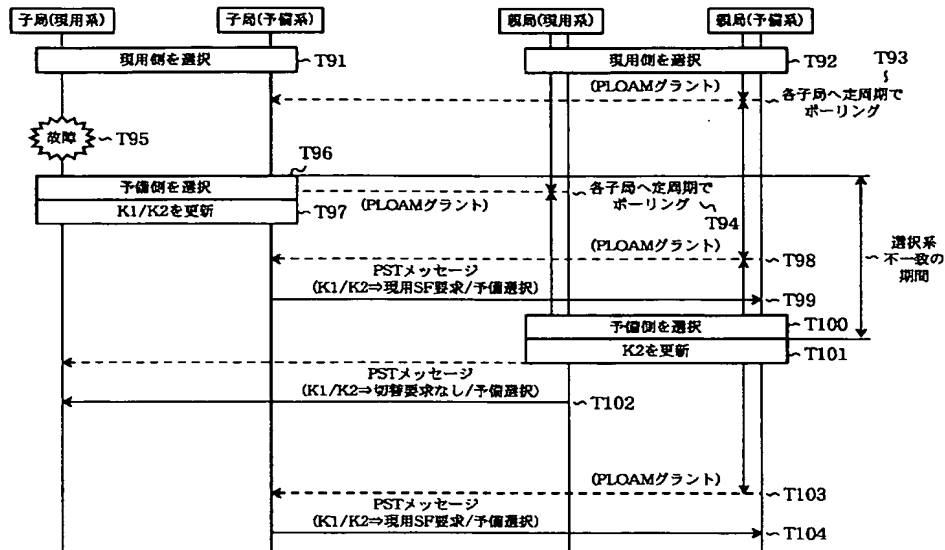 子局(現用系)
子局(予備系)
親局(現用系)
親局(予備系)
現用側を選択
T91
現用側を選択
T92
T93
(PLOAMグラント)
各子局へ定周期で
ポーリング
故障
T95
T96
予備側を選択
K1/K2を更新
T97
(PLOAMグラント)
各子局へ定周期で
ポーリング
T94
(PLOAMグラント)
T98
選択系
不一致の
期間
PSTメッセージ
(K1/K2⇒現用SF要求/予備選択)
T99
予備側を選択
T100
K2を更新
T101
PSTメッセージ
(K1/K2⇒切替要求なし/予備選択)
T102
(PLOAMグラント)
T103
PSTメッセージ
(K1/K2⇒現用SF要求/予備選択)
T104